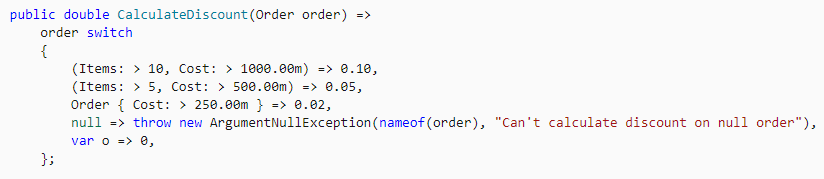 public double CalculateDiscount(Order order) =>
    order switch
    {
        (Items: > 10, Cost: > 1000.00m) => 0.10,
        (Items: > 5, Cost: > 500.00m) => 0.05,
        Order { Cost: > 250.00m } => 0.02,
        null => throw new ArgumentNullException(nameof(order), "Can't calculate discount on null order"),
        var o => 0,
    };